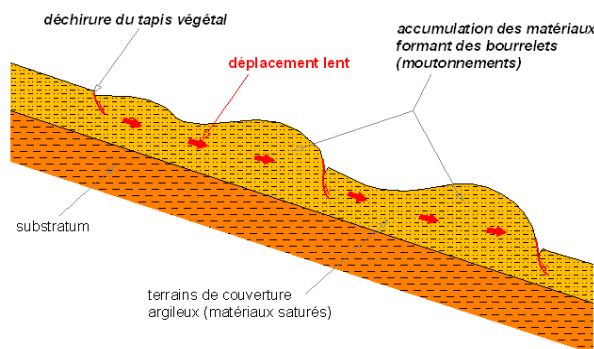 déchirure du tapis végétal
accumulation des matériaux
formant des bourrelets
(moutonnements)
déplacement lent
substratum
terrains de couverture
argileux (matériaux saturés)